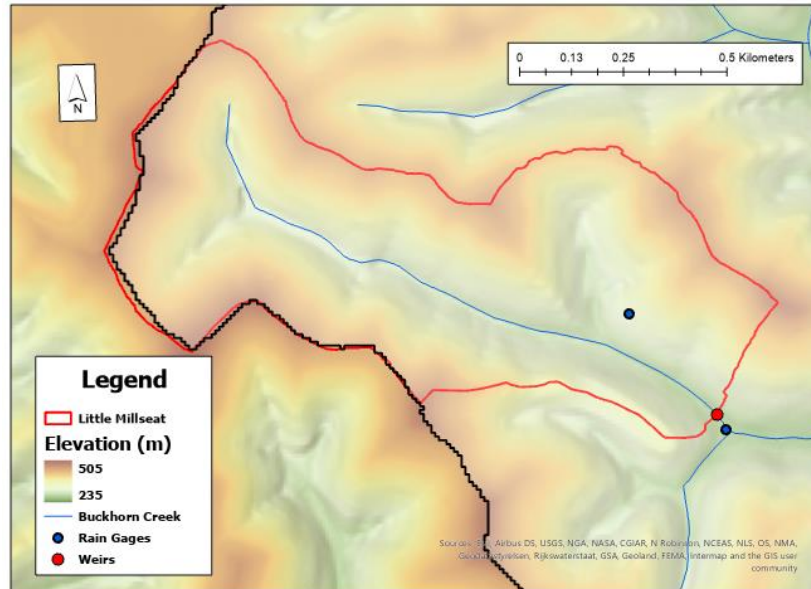 0 0.13 0.25 0.5 Kilometers
N
Legend
Little Millseat
Elevation (m)
505
235
Buckhorn Creek
Rain Gages
Weirs
Sources: Airbus DS, USGS, NGA, NASA, CGIAR, N Robinson, NCEAS, NLS, OS, NMA,
Rijkswaterstaat, GSA, Geoland, FEMA, Intermap and the GIS user
community